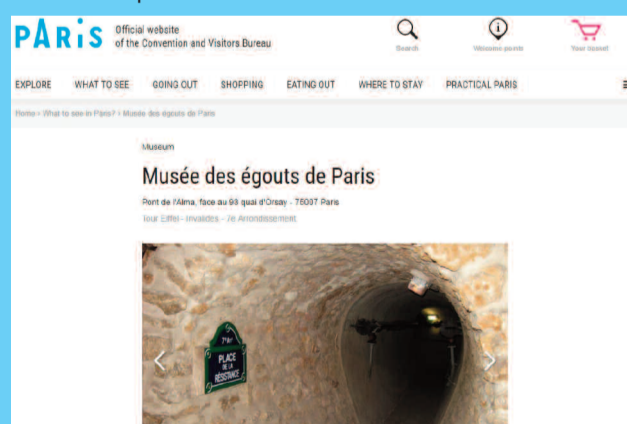 PARiS
Official website
of the Convention and Visitors Bureau
Search
Welcome points
Your basket
EXPLORE WHAT TO SEE GOING OUT SHOPPING EATING OUT WHERE TO STAY PRACTICAL PARIS
Home > What to see in Paris? > Musée des égouts de Paris
Museum
Musée des égouts de Paris
Pont de l'Alma, face au 93 quai d'Orsay - 75007 Paris
Tour Eiffel - Invalides - 7e Arrondissement
7e Arrt
PLACE
DE LA
RÉSISTANCE